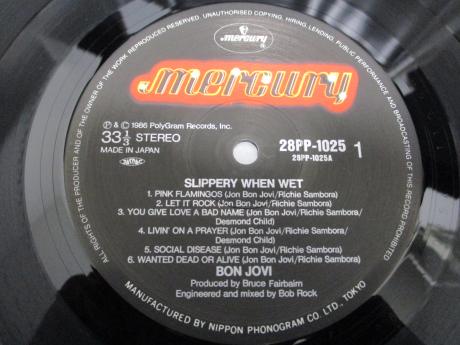 ALL RIGHTS OF THE PRODUCER AND OF THE OWNER OF THE WORK REPRODUCED RESERVED. UNAUTHORISED COPYING, HIRING, LENDING, PUBLIC PERFORMANCE AND BROADCASTING OF THIS RECORD PROHIBITED
mercury
mercury
℗ & © 1986 PolyGram Records, Inc.
33 1/3 STEREO
MADE IN JAPAN
28PP-1025 1
28PP-1025A
SLIPPERY WHEN WET
1. PINK FLAMINGOS (Jon Bon Jovi/Richie Sambora)
2. LET IT ROCK (Jon Bon Jovi/Richie Sambora)
3. YOU GIVE LOVE A BAD NAME (Jon Bon Jovi/Richie Sambora/
Desmond Child)
4. LIVIN' ON A PRAYER (Jon Bon Jovi/Richie Sambora/
Desmond Child)
5. SOCIAL DISEASE (Jon Bon Jovi/Richie Sambora)
6. WANTED DEAD OR ALIVE (Jon Bon Jovi/Richie Sambora)
BON JOVI
Produced by Bruce Fairbairn
Engineered and mixed by Bob Rock
MANUFACTURED BY NIPPON PHONOGRAM CO. LTD., TOKYO